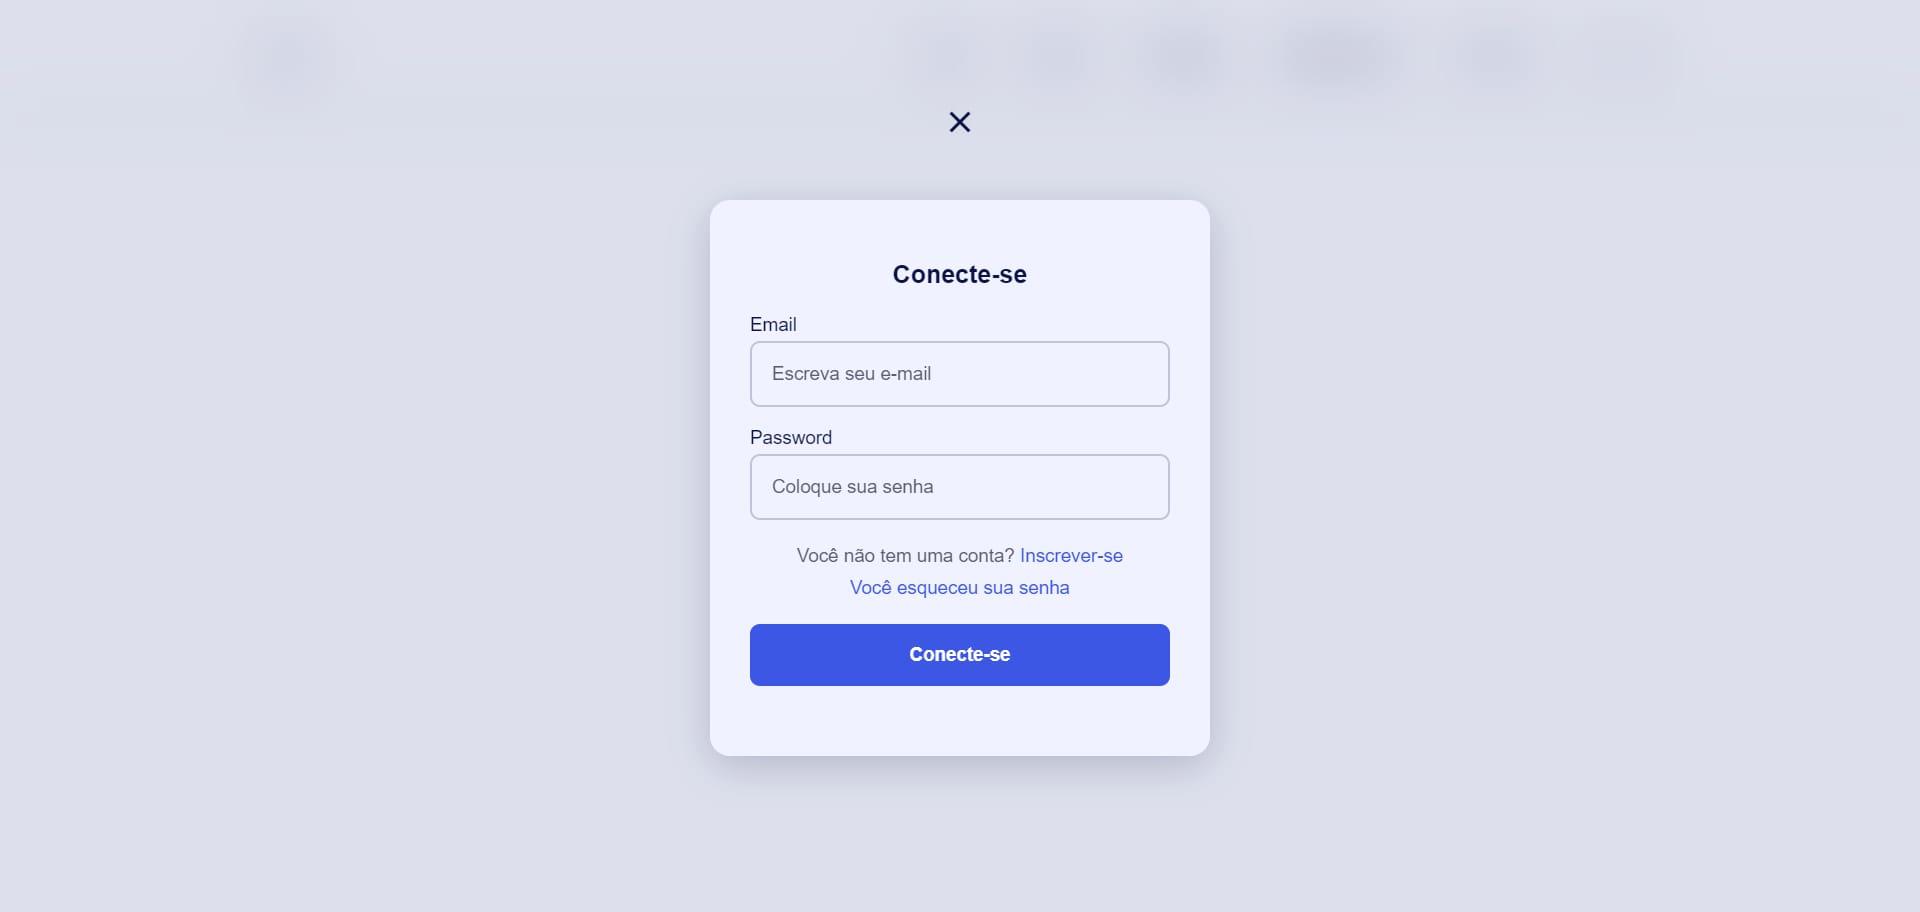 Conecte-se
Email
Escreva seu e-mail
Password
Coloque sua senha
Você não tem uma conta? Inscrever-se
Você esqueceu sua senha
Conecte-se